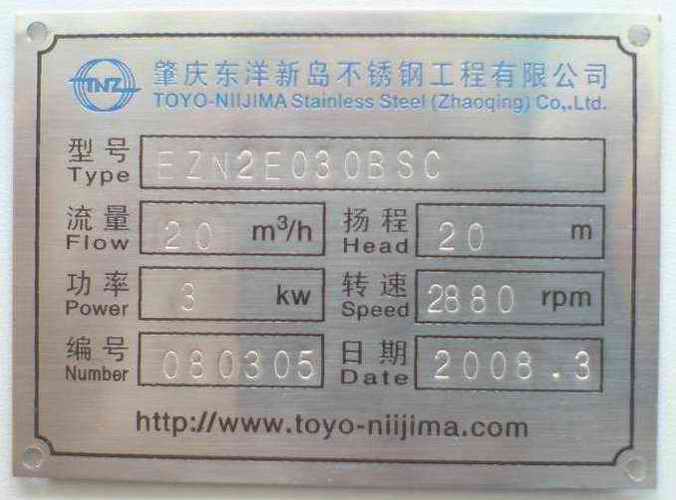 TNZ
肇庆东洋新岛不锈钢工程有限公司
TOYO-NIIJIMA Stainless Steel (Zhaoqing) Co,.Ltd.
型号 Type EZN2E030BSC
流量 Flow 20 m³/h 扬程 Head 20 m
功率 Power 3 kw 转速 Speed 2880 rpm
编号 Number 080305 日期 Date 2008.3
http://www.toyo-niijima.com